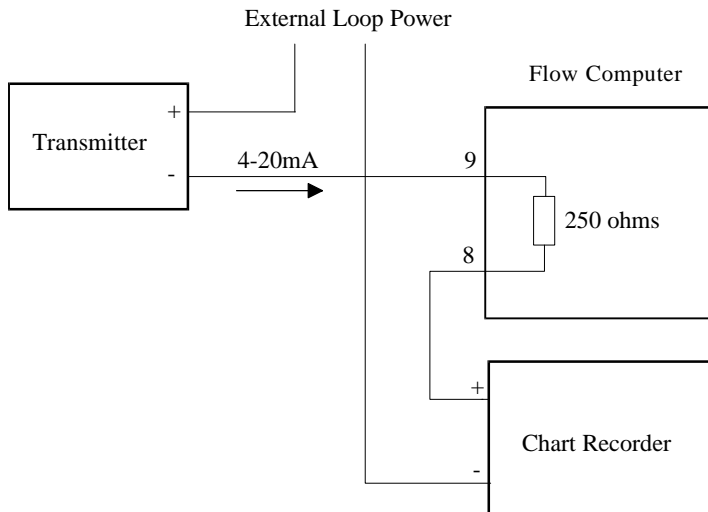 External Loop Power
Flow Computer
Transmitter
+
-
4-20mA
9
250 ohms
8
+
Chart Recorder
-